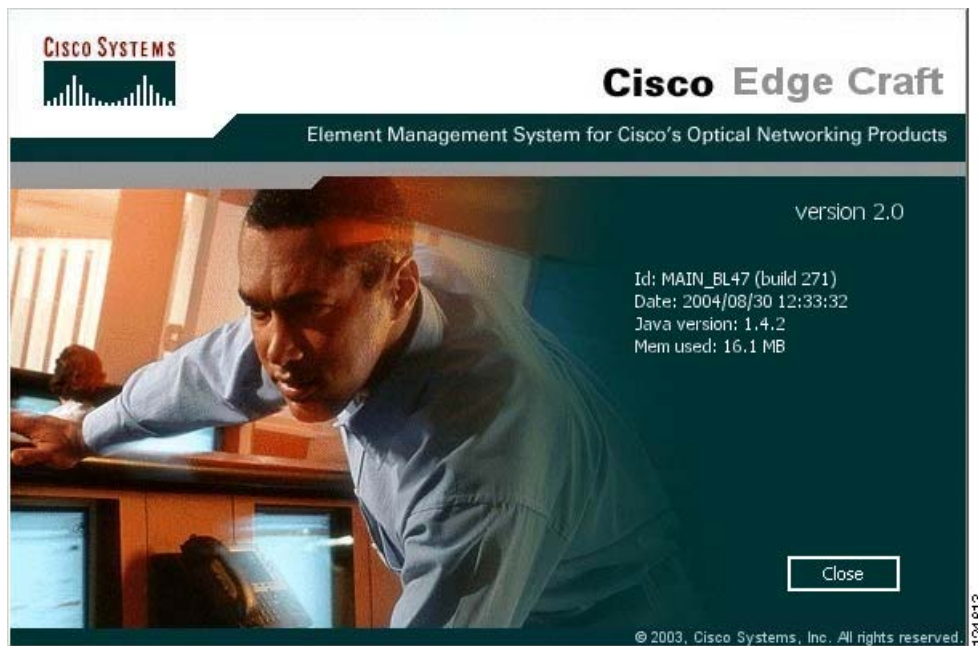 CISCO SYSTEMS
Cisco Edge Craft
Element Management System for Cisco's Optical Networking Products
version 2.0
Id: MAIN_BL47 (build 271)
Date: 2004/08/30 12:33:32
Java version: 1.4.2
Mem used: 16.1 MB
Close
© 2003, Cisco Systems, Inc. All rights reserved.